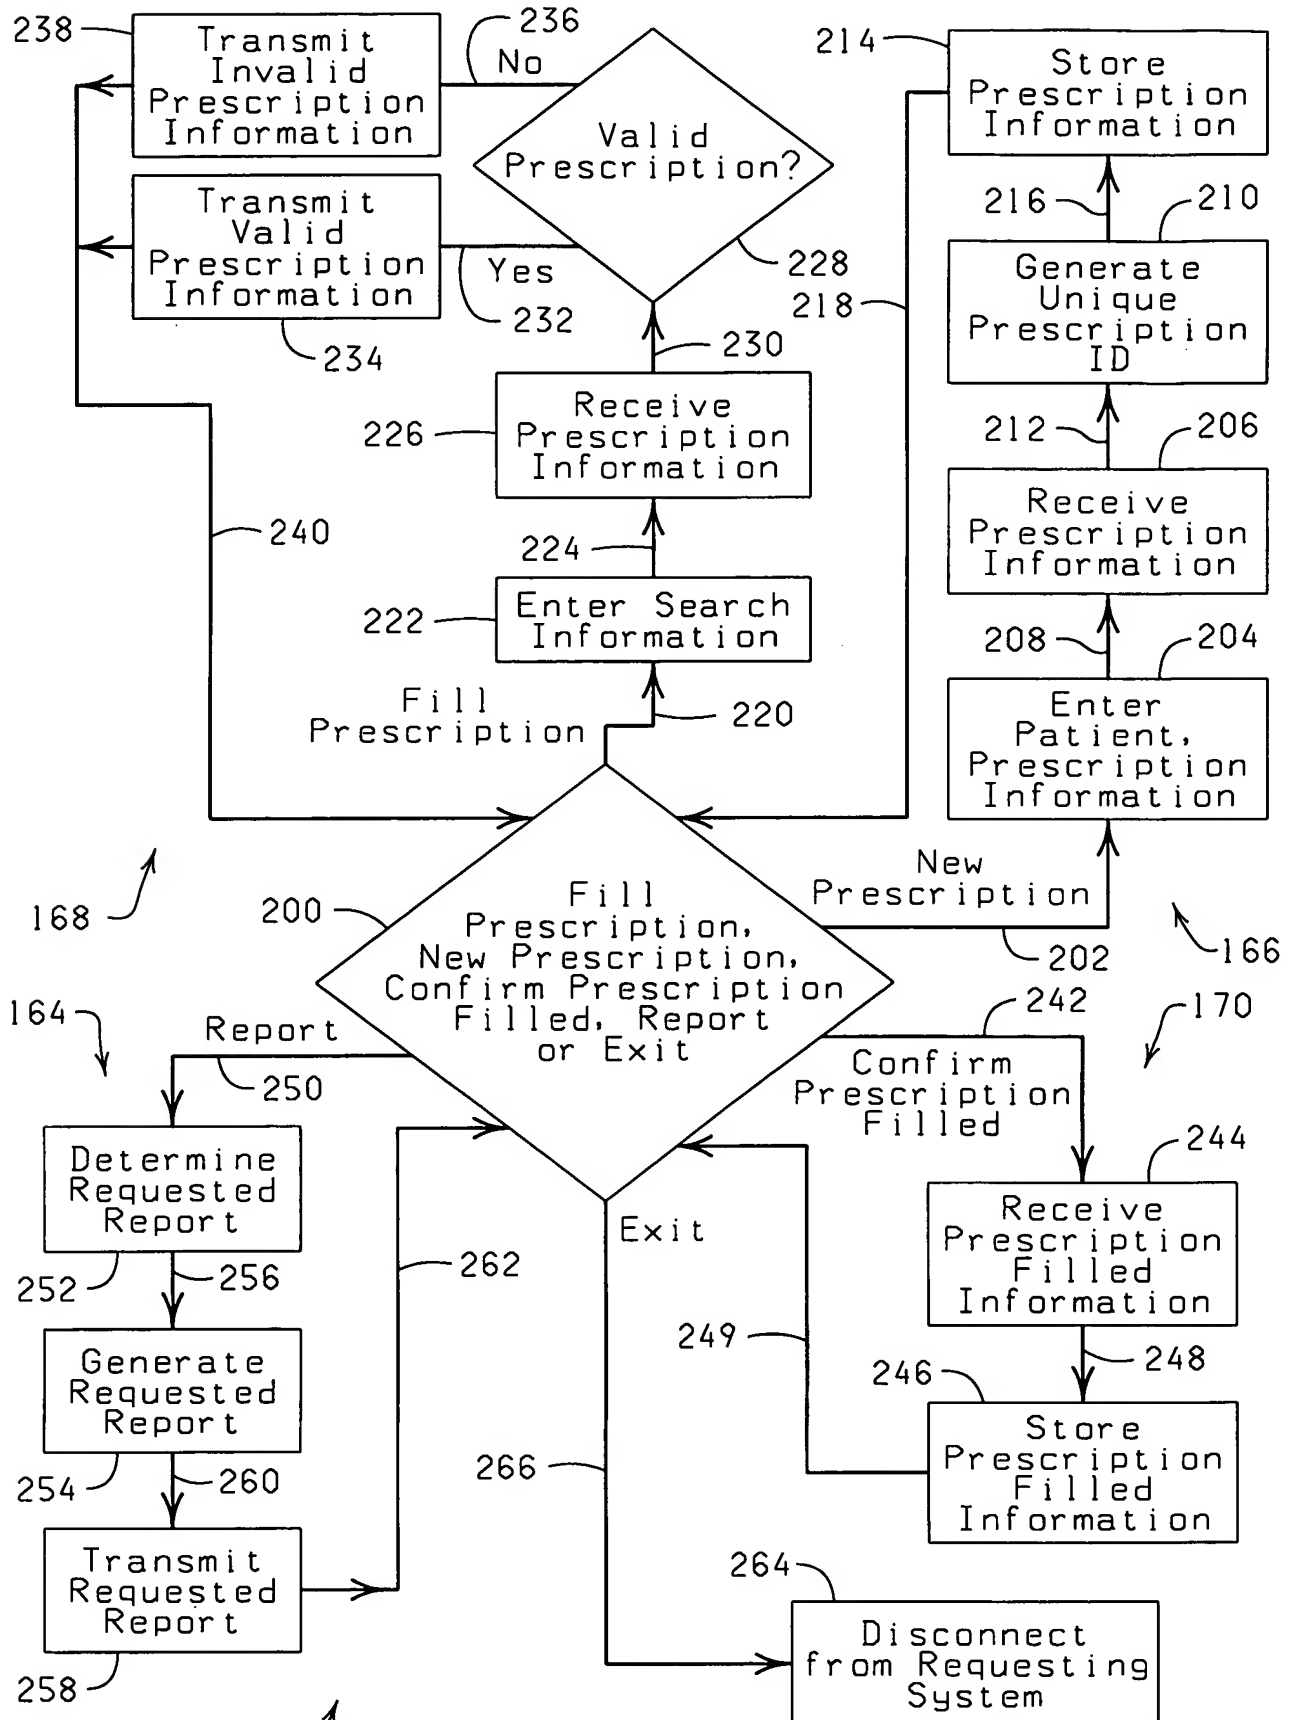 238
Transmit
Invalid
Prescription
Information
236
No
Valid
Prescription?
228
Transmit
Valid
Prescription
Information
Yes
232
234
230
226
Receive
Prescription
Information
224
222
Enter Search
Information
Fill
Prescription
220
240
214
Store
Prescription
Information
216
210
218
Generate
Unique
Prescription
ID
212
206
Receive
Prescription
Information
208
204
Enter
Patient,
Prescription
Information
New
Prescription
202
166
168
200
Fill
Prescription,
New Prescription,
Confirm Prescription
Filled, Report
or Exit
164
Report
250
242
170
Confirm
Prescription
Filled
244
Determine
Requested
Report
252
256
262
Exit
Receive
Prescription
Filled
Information
249
248
246
Generate
Requested
Report
254
260
266
Store
Prescription
Filled
Information
Transmit
Requested
Report
258
264
Disconnect
from Requesting
System